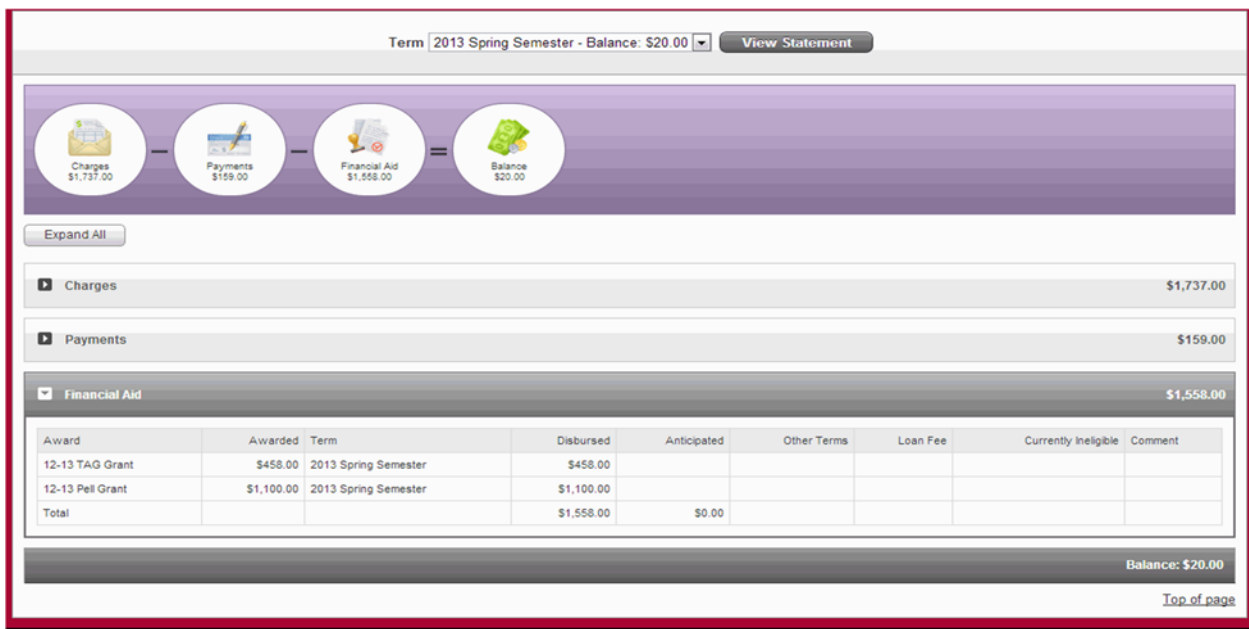 Term 2013 Spring Semester - Balance: $20.00 View Statement
Charges
$1,737.00
Payments
$159.00
Financial Aid
$1,558.00
Balance
$20.00
Expand All
Charges $1,737.00
Payments $159.00
Financial Aid $1,558.00
Award Awarded Term Disbursed Anticipated Other Terms Loan Fee Currently Ineligible Comment
12-13 TAG Grant $458.00 2013 Spring Semester $458.00
12-13 Pell Grant $1,100.00 2013 Spring Semester $1,100.00
Total $1,558.00 $0.00
Balance: $20.00
Top of page